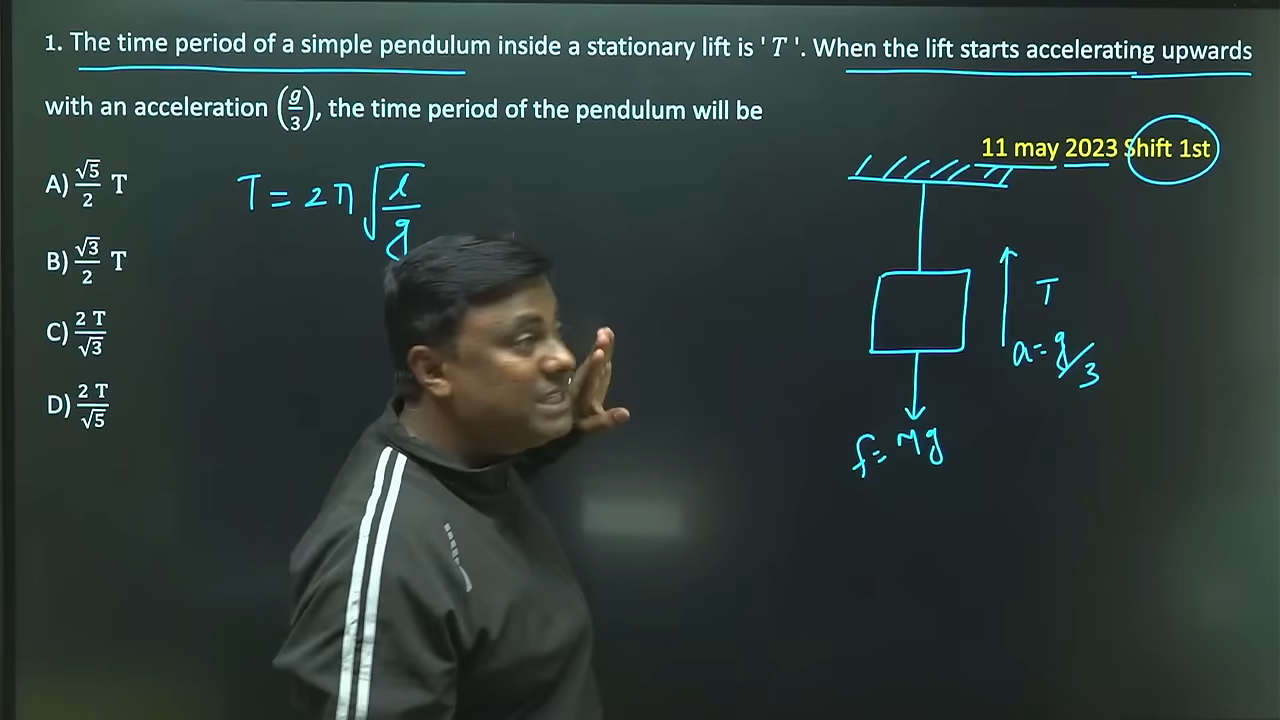 1. The time period of a simple pendulum inside a stationary lift is ' T '. When the lift starts accelerating upwards
with an acceleration (g/3), the time period of the pendulum will be
11 may 2023 Shift 1st
A) √5/2 T
B) √3/2 T
C) 2 T/√3
D) 2 T/√5
T = 2π√(l/g)
T
a = g/3
f = Mg